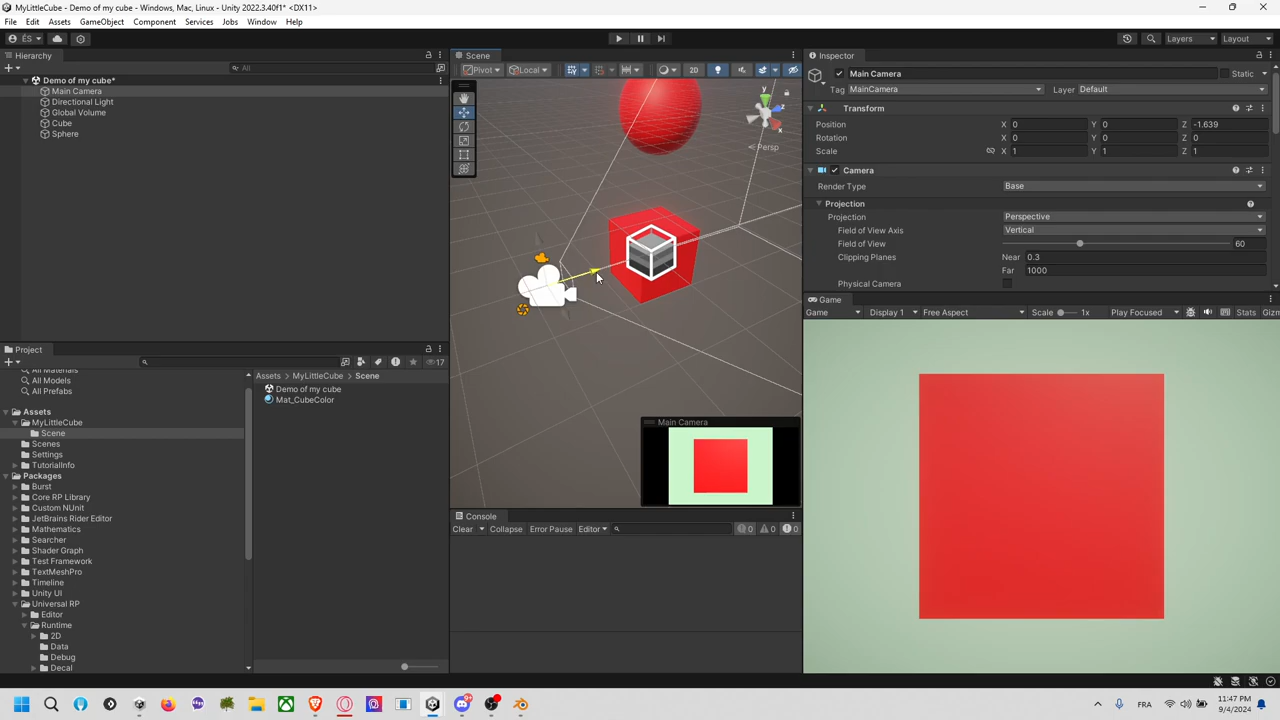 MyLittleCube - Demo of my cube - Windows, Mac, Linux - Unity 2022.3.40f1* <DX11>
File Edit Assets GameObject Component Services Jobs Window Help
ÉS Layers Layout
Hierarchy
All
Demo of my cube*
Main Camera
Directional Light
Global Volume
Cube
Sphere
Scene
Pivot Local 2D
y
z
x
Persp
Main Camera
Inspector
Main Camera Static
Tag MainCamera Layer Default
Transform
Position X 0 Y 0 Z -1.639
Rotation X 0 Y 0 Z 0
Scale X 1 Y 1 Z 1
Camera
Render Type Base
Projection
Projection Perspective
Field of View Axis Vertical
Field of View 60
Clipping Planes Near 0.3
Far 1000
Physical Camera
Game
Game Display 1 Free Aspect Scale 1x Play Focused Stats Gizm
Project
17
All Materials
All Models
All Prefabs
Assets
MyLittleCube
Scene
Scenes
Settings
TutorialInfo
Packages
Burst
Core RP Library
Custom NUnit
JetBrains Rider Editor
Mathematics
Searcher
Shader Graph
Test Framework
TextMeshPro
Timeline
Unity UI
Universal RP
Editor
Runtime
2D
Data
Debug
Decal
Assets MyLittleCube Scene
Demo of my cube
Mat_CubeColor
Console
Clear Collapse Error Pause Editor 0 0 0
FRA 11:47 PM
9/4/2024